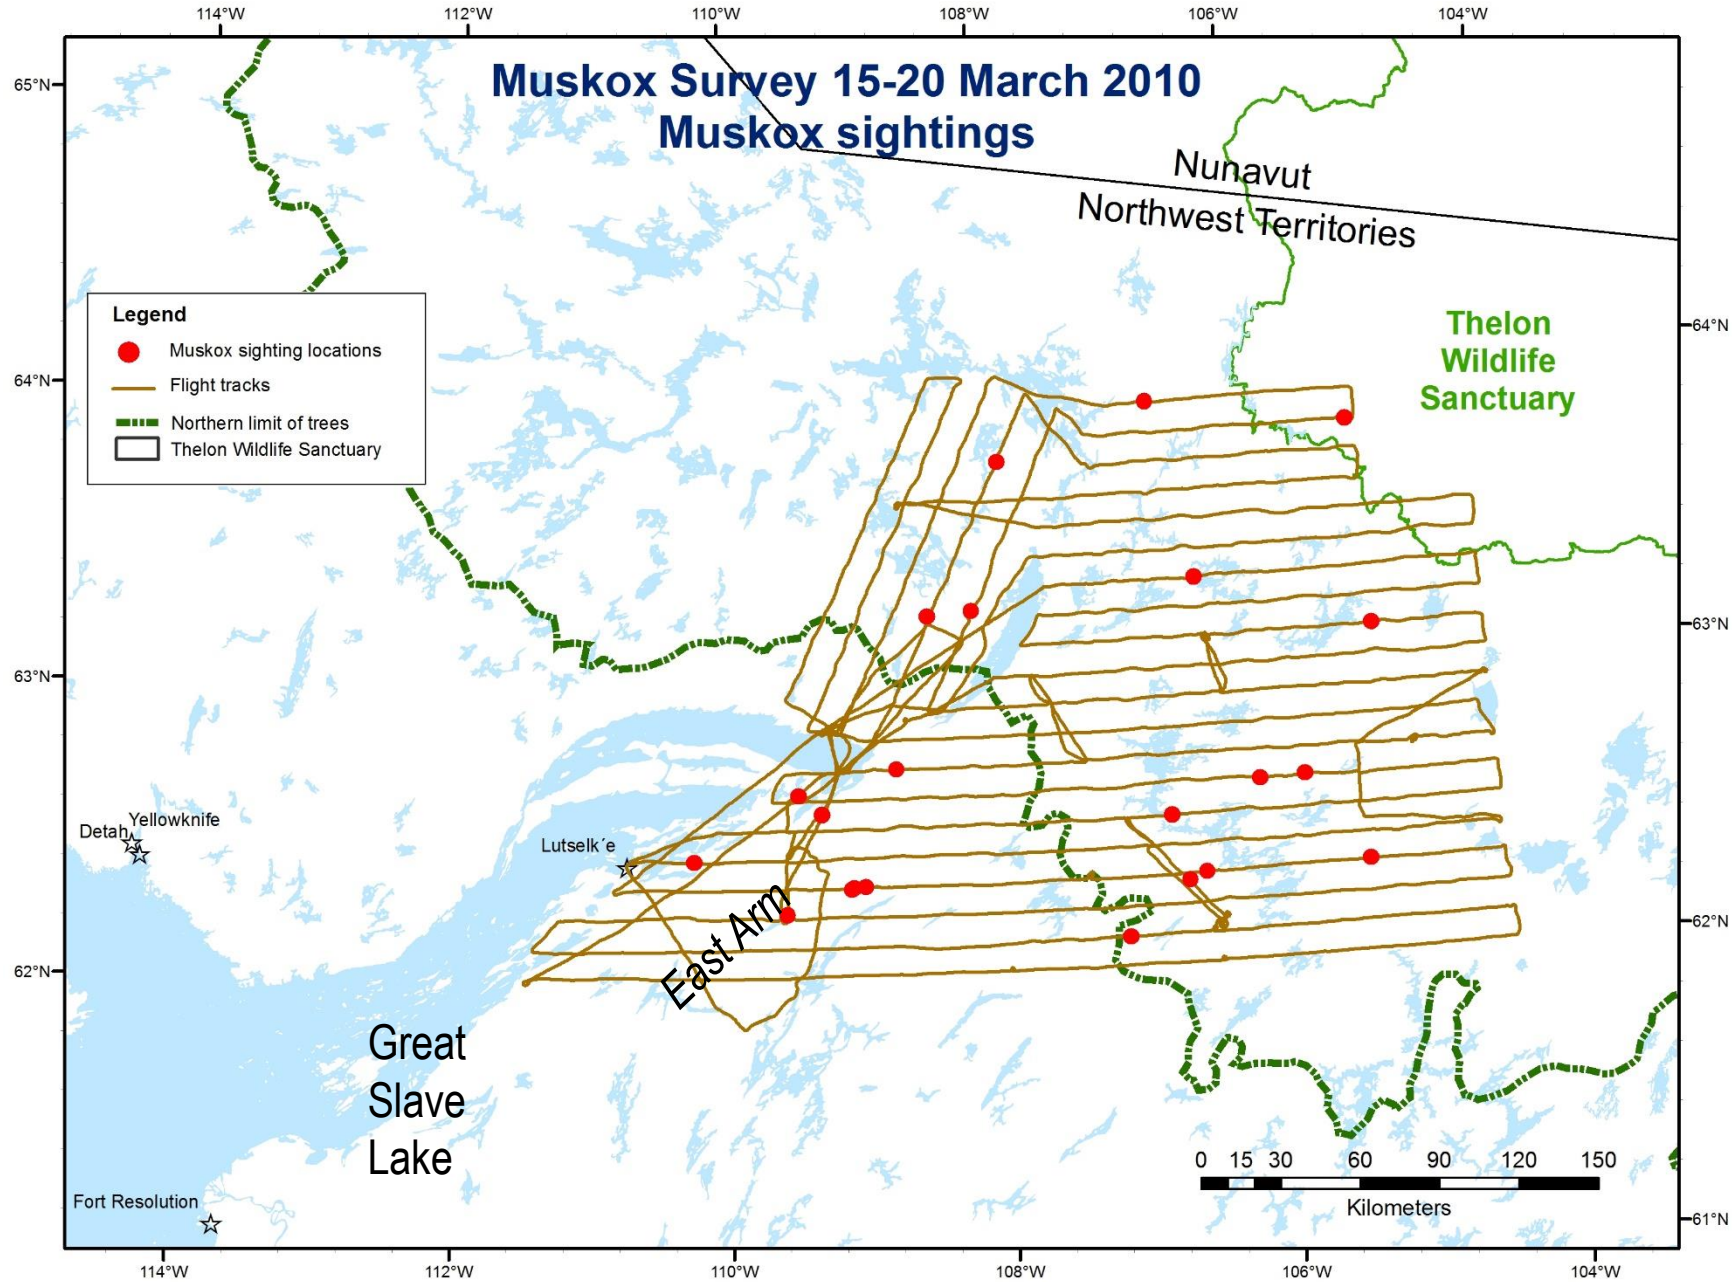 114°W 112°W 110°W 108°W 106°W 104°W
Muskox Survey 15-20 March 2010
Muskox sightings
65°N
Nunavut
Northwest Territories
Legend
Muskox sighting locations
Flight tracks
Northern limit of trees
Thelon Wildlife Sanctuary
Thelon
Wildlife
Sanctuary
64°N
64°N
63°N
63°N
Yellowknife
Detah
Lutselk´e
East Arm
62°N
62°N
Great
Slave
Lake
Fort Resolution
0 15 30 60 90 120 150
Kilometers
61°N
114°W 112°W 110°W 108°W 106°W 104°W